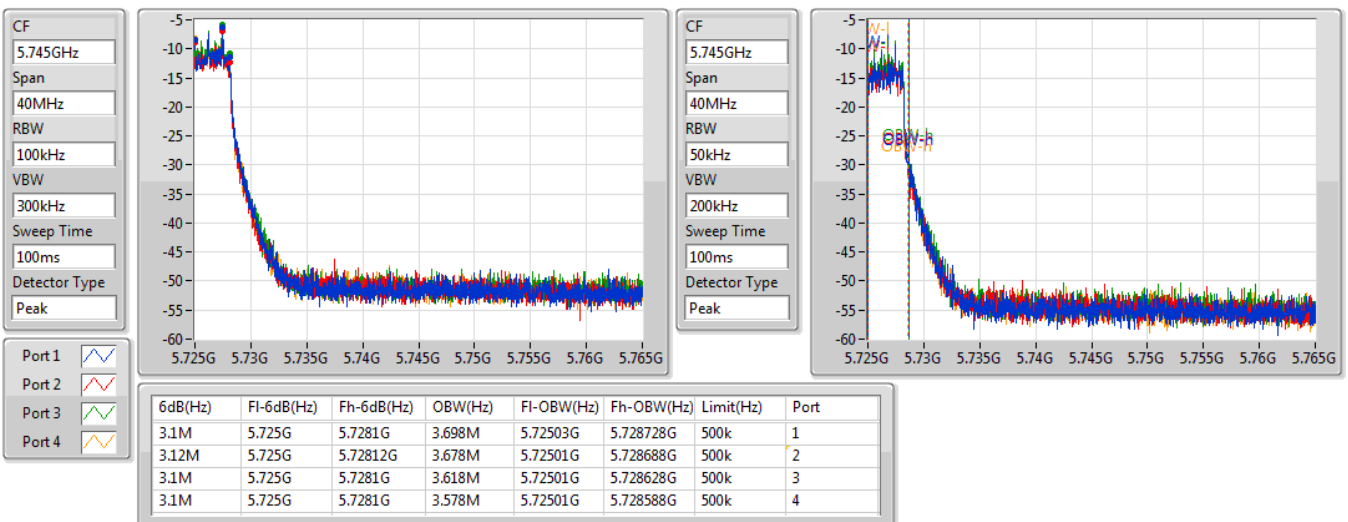 CF
5.745GHz
Span
40MHz
RBW
100kHz
VBW
300kHz
Sweep Time
100ms
Detector Type
Peak
-5
-10
-15
-20
-25
-30
-35
-40
-45
-50
-55
-60
5.725G 5.73G 5.735G 5.74G 5.745G 5.75G 5.755G 5.76G 5.765G
CF
5.745GHz
Span
40MHz
RBW
50kHz
VBW
200kHz
Sweep Time
100ms
Detector Type
Peak
-5
-10
-15
-20
-25
-30
-35
-40
-45
-50
-55
-60
W-l
W-l
OBW-h
OBW-h
5.725G 5.73G 5.735G 5.74G 5.745G 5.75G 5.755G 5.76G 5.765G
Port 1
Port 2
Port 3
Port 4
6dB(Hz) Fl-6dB(Hz) Fh-6dB(Hz) OBW(Hz) Fl-OBW(Hz) Fh-OBW(Hz) Limit(Hz) Port
3.1M 5.725G 5.7281G 3.698M 5.72503G 5.728728G 500k 1
3.12M 5.725G 5.72812G 3.678M 5.72501G 5.728688G 500k 2
3.1M 5.725G 5.7281G 3.618M 5.72501G 5.728628G 500k 3
3.1M 5.725G 5.7281G 3.578M 5.72501G 5.728588G 500k 4